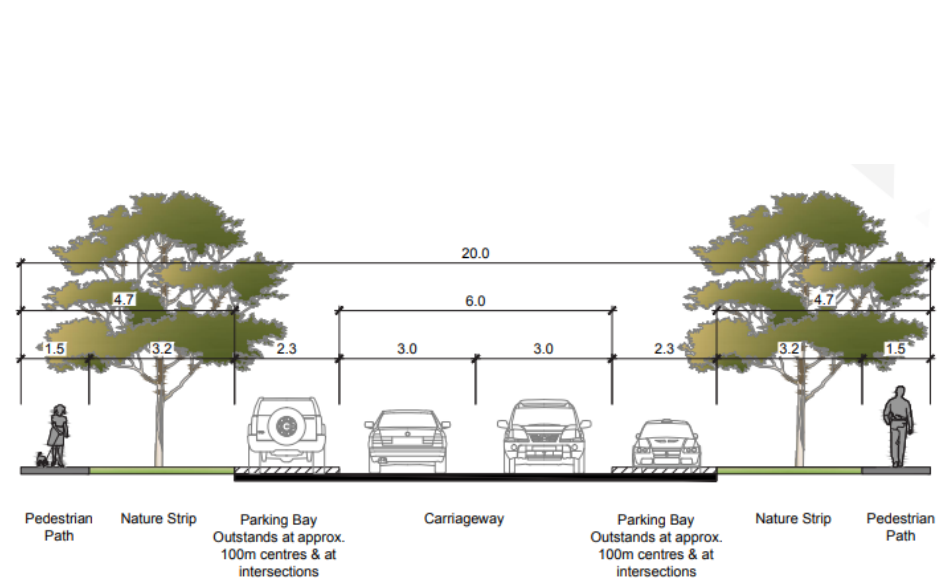 20.0
4.7
6.0
4.7
1.5
3.2
2.3
3.0
3.0
2.3
3.2
1.5
Pedestrian
Path
Nature Strip
Parking Bay
Outstands at approx.
100m centres & at
intersections
Carriageway
Parking Bay
Outstands at approx.
100m centres & at
intersections
Nature Strip
Pedestrian
Path